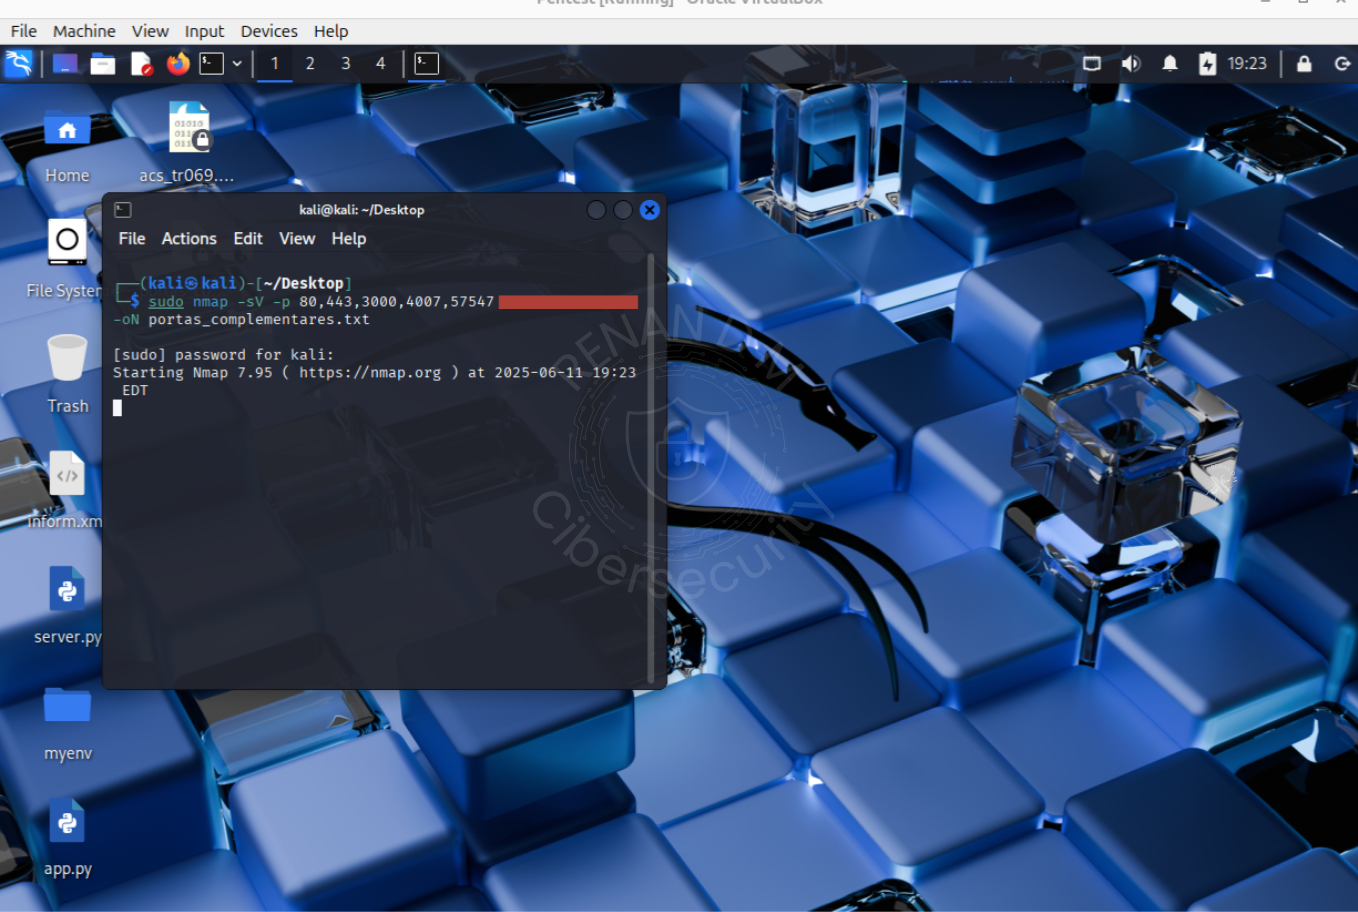 Pentest [Running] - Oracle VirtualBox
File Machine View Input Devices Help
1 2 3 4 19:23
Home
acs_tr069....
File System
Trash
inform.xm
server.py
myenv
app.py
kali@kali: ~/Desktop
File Actions Edit View Help
(kali㉿kali)-[~/Desktop]
$ sudo nmap -sV -p 80,443,3000,4007,57547
-oN portas_complementares.txt
[sudo] password for kali:
Starting Nmap 7.95 ( https://nmap.org ) at 2025-06-11 19:23
EDT
Cibersecurity